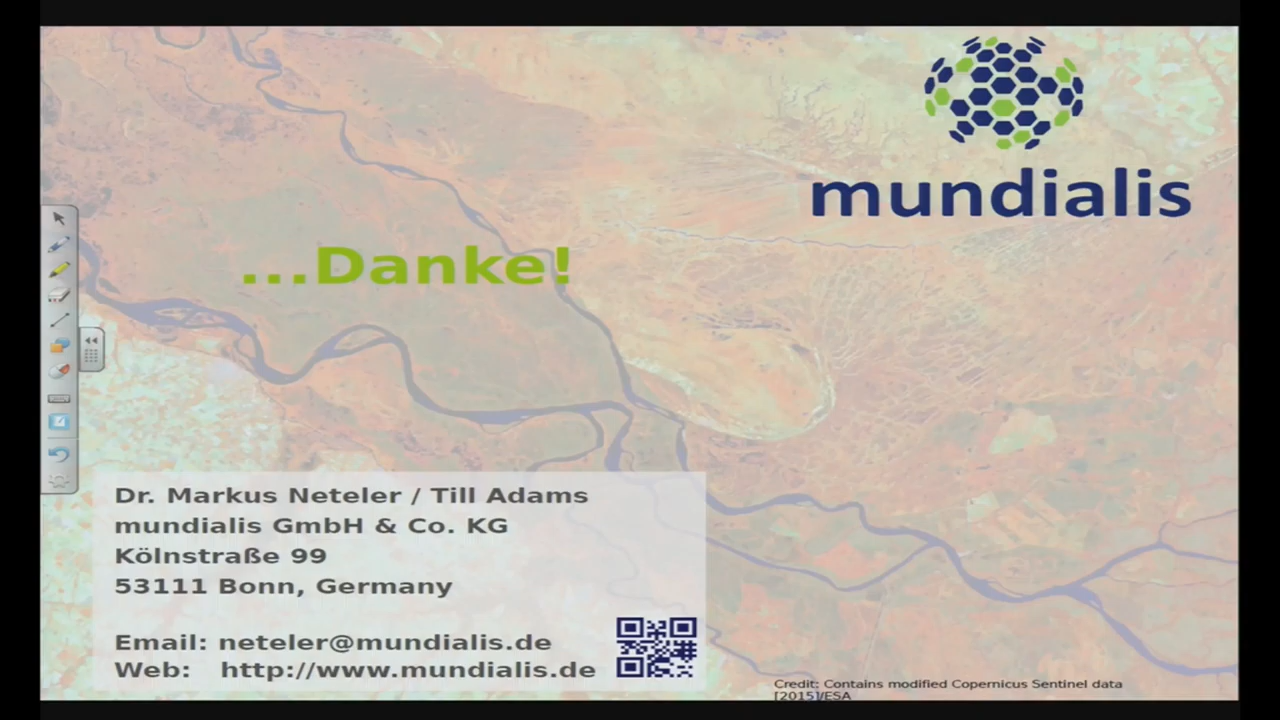 mundialis
...Danke!
Dr. Markus Neteler / Till Adams
mundialis GmbH & Co. KG
Kölnstraße 99
53111 Bonn, Germany
Email: neteler@mundialis.de
Web: http://www.mundialis.de
Credit: Contains modified Copernicus Sentinel data
[2015]/ESA